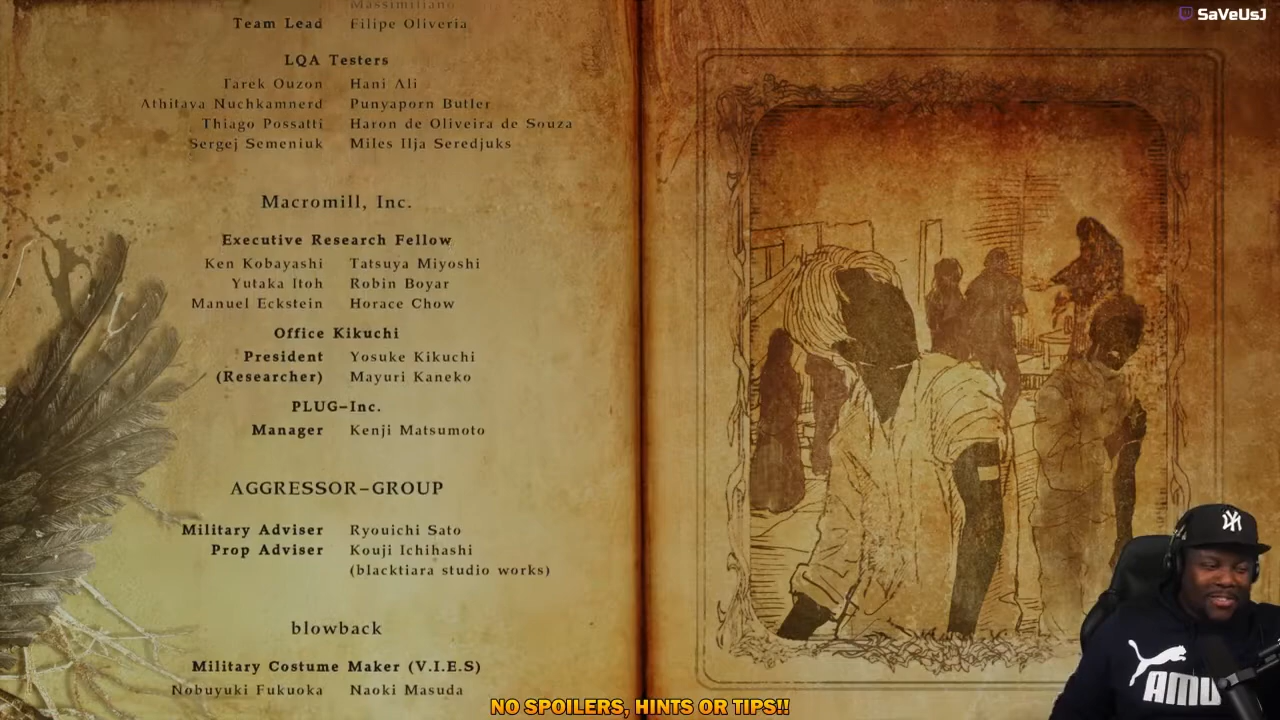 Massimiliano
Team Lead Filipe Oliveria
LQA Testers
Tarek Ouzon Hani Ali
Athitaya Nuchkamnerd Punyaporn Butler
Thiago Possatti Haron de Oliveira de Souza
Sergej Semeniuk Miles Ilja Seredjuks
Macromill, Inc.
Executive Research Fellow
Ken Kobayashi Tatsuya Miyoshi
Yutaka Itoh Robin Boyar
Manuel Eckstein Horace Chow
Office Kikuchi
President Yosuke Kikuchi
(Researcher) Mayuri Kaneko
PLUG-Inc.
Manager Kenji Matsumoto
AGGRESSOR-GROUP
Military Adviser Ryouichi Sato
Prop Adviser Kouji Ichihashi
(blacktiara studio works)
blowback
Military Costume Maker (V.I.E.S)
Nobuyuki Fukuoka Naoki Masuda
SaVeUsJ
NY
AMU
NO SPOILERS, HINTS OR TIPS!!